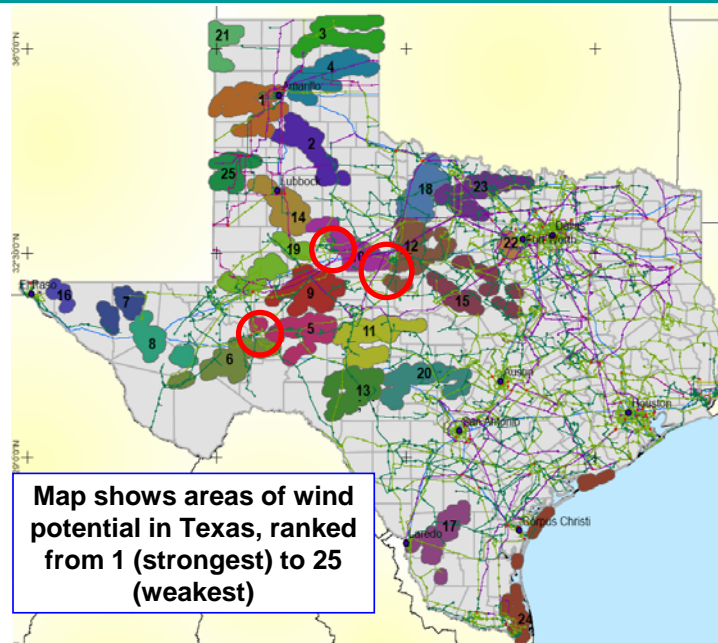 21
3
36°0'N
4
Amarillo
1
2
25
Lubbock
18
23
14
Dallas
22
Fort Worth
12
19
10
32°30'N
El Paso
16
7
9
15
8
5
11
6
13
20
Austin
Houston
San Antonio
Map shows areas of wind
potential in Texas, ranked
from 1 (strongest) to 25
(weakest)
17
Corpus Christi
Laredo
24